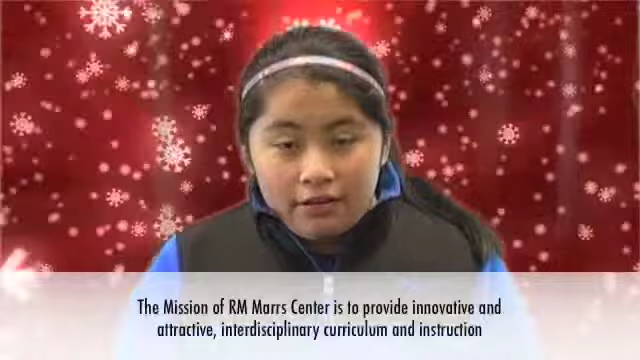 The Mission of RM Marrs Center is to provide innovative and
attractive, interdisciplinary curriculum and instruction